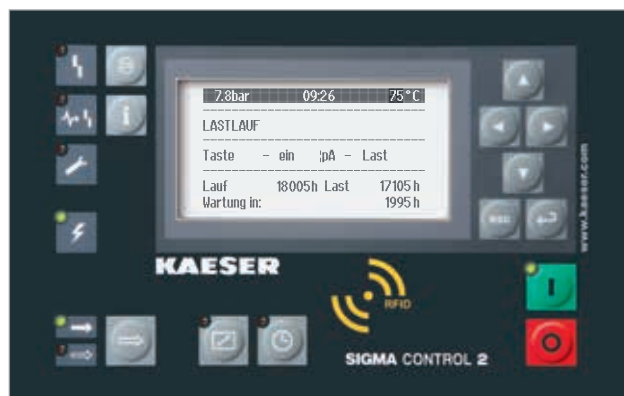 7.8bar 09:26 75°C
LASTLAUF
Taste - ein ¦pA - Last
Lauf 18005h Last 17105h
Wartung in: 1995h
esc
www.kaeser.com
I
KAESER
RFID
SIGMA CONTROL 2